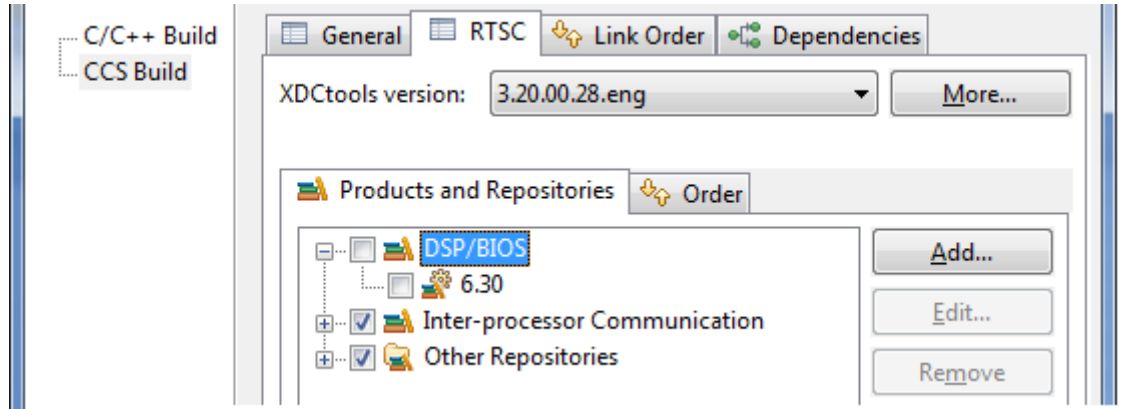 C/C++ Build
CCS Build
General RTSC Link Order Dependencies
XDCtools version: 3.20.00.28.eng More...
Products and Repositories Order
DSP/BIOS
6.30
Inter-processor Communication
Other Repositories
Add...
Edit...
Remove